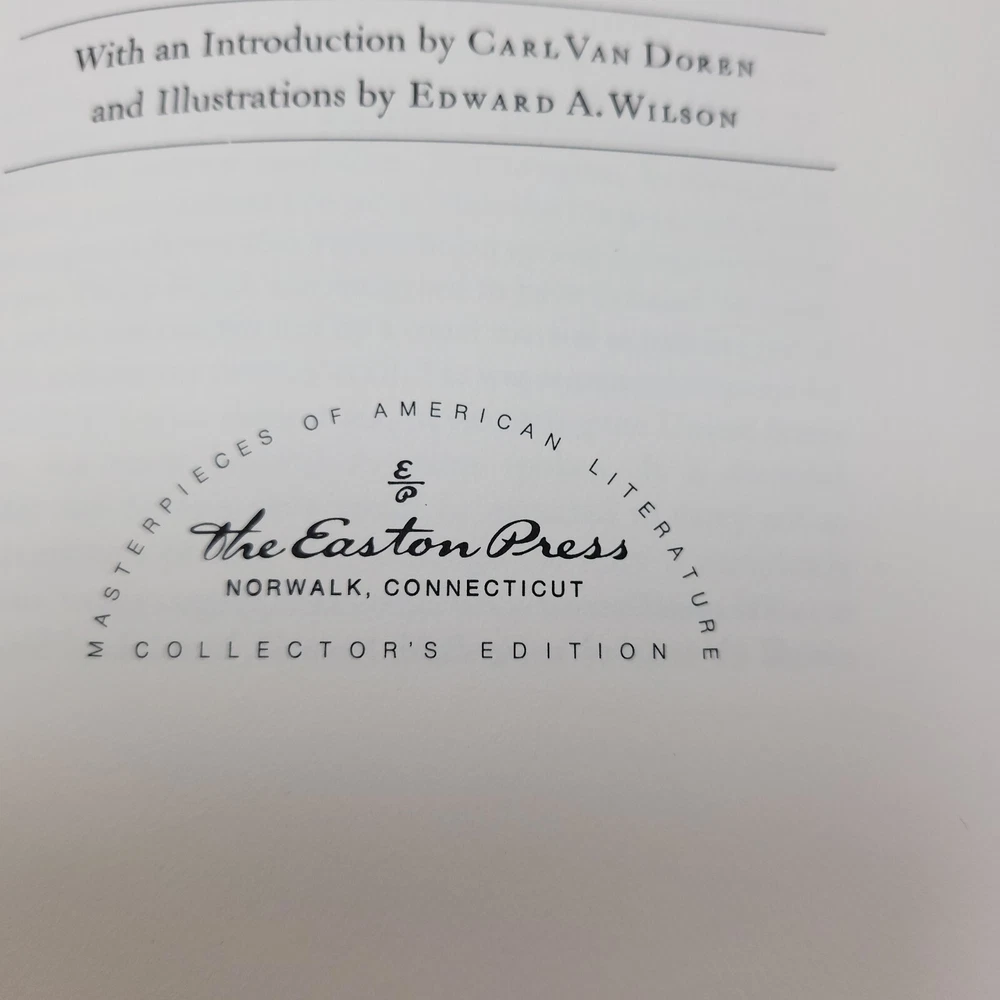 With an Introduction by CARL VAN DOREN
and Illustrations by EDWARD A. WILSON
MASTERPIECES OF AMERICAN LITERATURE
E
P
The Easton Press
NORWALK, CONNECTICUT
COLLECTOR'S EDITION